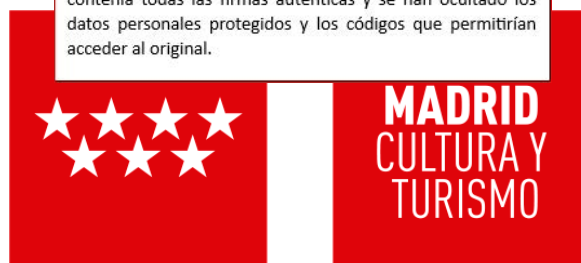 contenía todas las firmas auténticas y se han ocultado los
datos personales protegidos y los códigos que permitirían
acceder al original.
MADRID
CULTURA Y
TURISMO